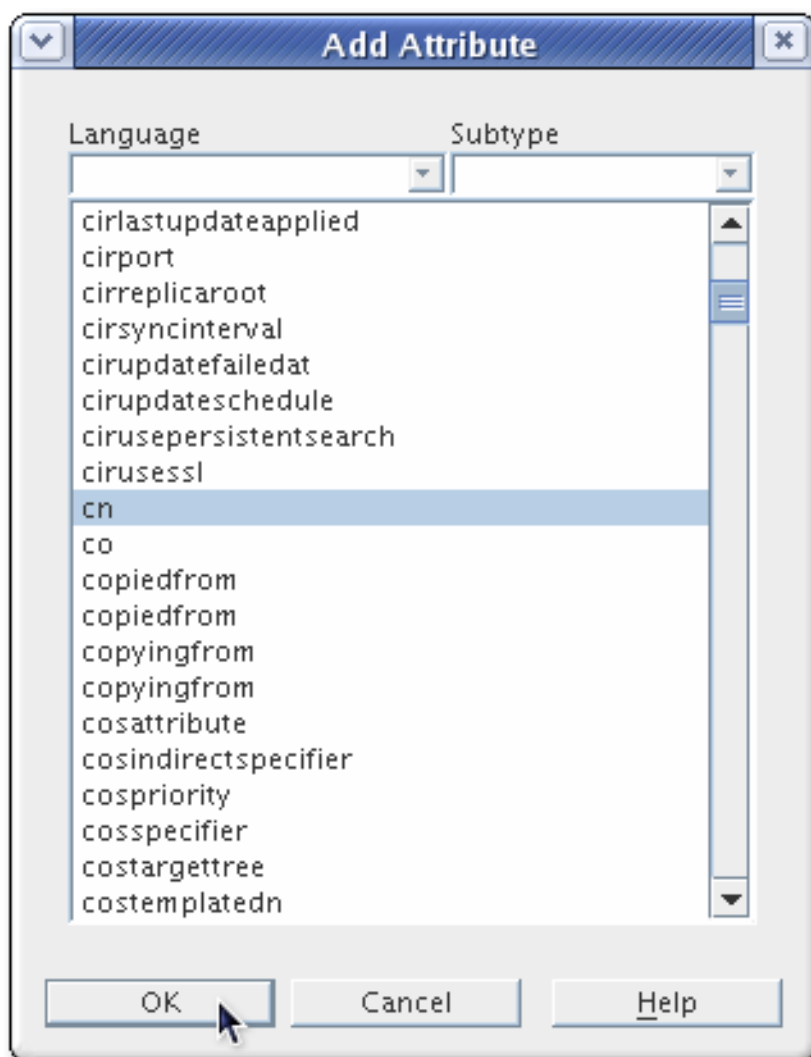 Add Attribute
Language Subtype
cirlastupdateapplied
cirport
cirreplicaroot
cirsyncinterval
cirupdatefailedat
cirupdateschedule
cirusepersistentsearch
cirusessl
cn
co
copiedfrom
copiedfrom
copyingfrom
copyingfrom
cosattribute
cosindirectspecifier
cospriority
cosspecifier
costargettree
costemplatedn
OK Cancel Help